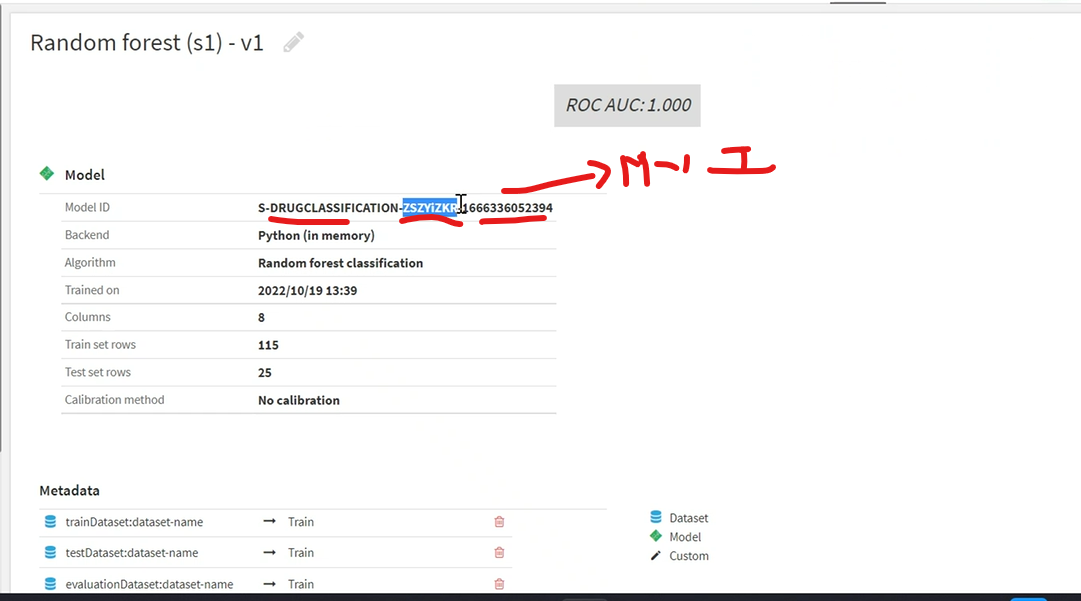 Random forest (s1) - v1
ROC AUC: 1.000
M-1 I
Model
Model ID S-DRUGCLASSIFICATION-ZSZYiZKR-1666336052394
Backend Python (in memory)
Algorithm Random forest classification
Trained on 2022/10/19 13:39
Columns 8
Train set rows 115
Test set rows 25
Calibration method No calibration
Metadata
trainDataset:dataset-name → Train
testDataset:dataset-name → Train
evaluationDataset:dataset-name → Train
Dataset
Model
Custom